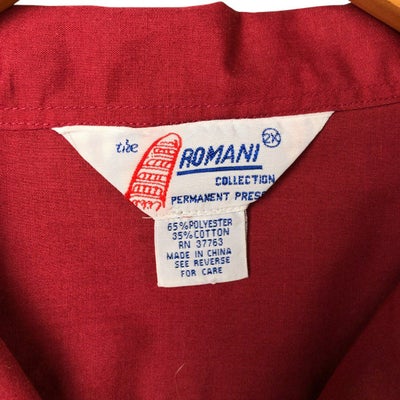 the ROMANI 2X
COLLECTION
PERMANENT PRESS
65% POLYESTER
35% COTTON
RN 37763
MADE IN CHINA
SEE REVERSE
FOR CARE